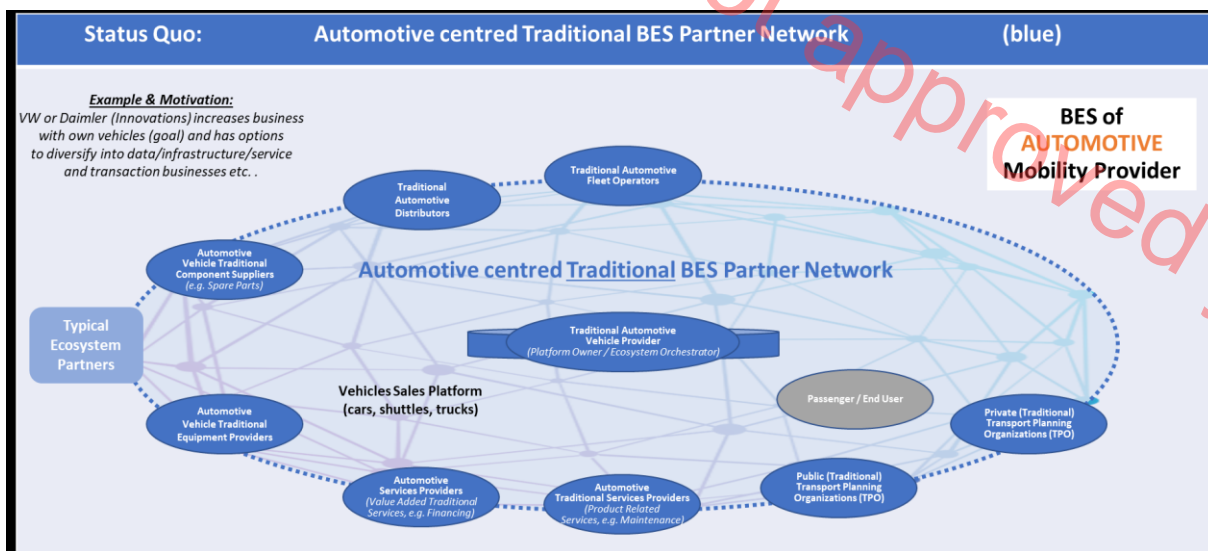 Status Quo: Automotive centred Traditional BES Partner Network (blue)
Example & Motivation:
VW or Daimler (Innovations) increases business
with own vehicles (goal) and has options
to diversify into data/infrastructure/service
and transaction businesses etc. .
BES of
AUTOMOTIVE
Mobility Provider
Traditional Automotive
Fleet Operators
Traditional
Automotive
Distributors
Automotive
Vehicle Traditional
Component Suppliers
(e.g. Spare Parts)
Automotive centred Traditional BES Partner Network
Typical
Ecosystem
Partners
Traditional Automotive
Vehicle Provider
(Platform Owner / Ecosystem Orchestrator)
Vehicles Sales Platform
(cars, shuttles, trucks)
Passenger / End User
Automotive
Vehicle Traditional
Equipment Providers
Private (Traditional)
Transport Planning
Organizations (TPO)
Automotive
Services Providers
(Value Added Traditional
Services, e.g. Financing)
Automotive
Traditional Services Providers
(Product Related
Services, e.g. Maintenance)
Public (Traditional)
Transport Planning
Organizations (TPO)
approved